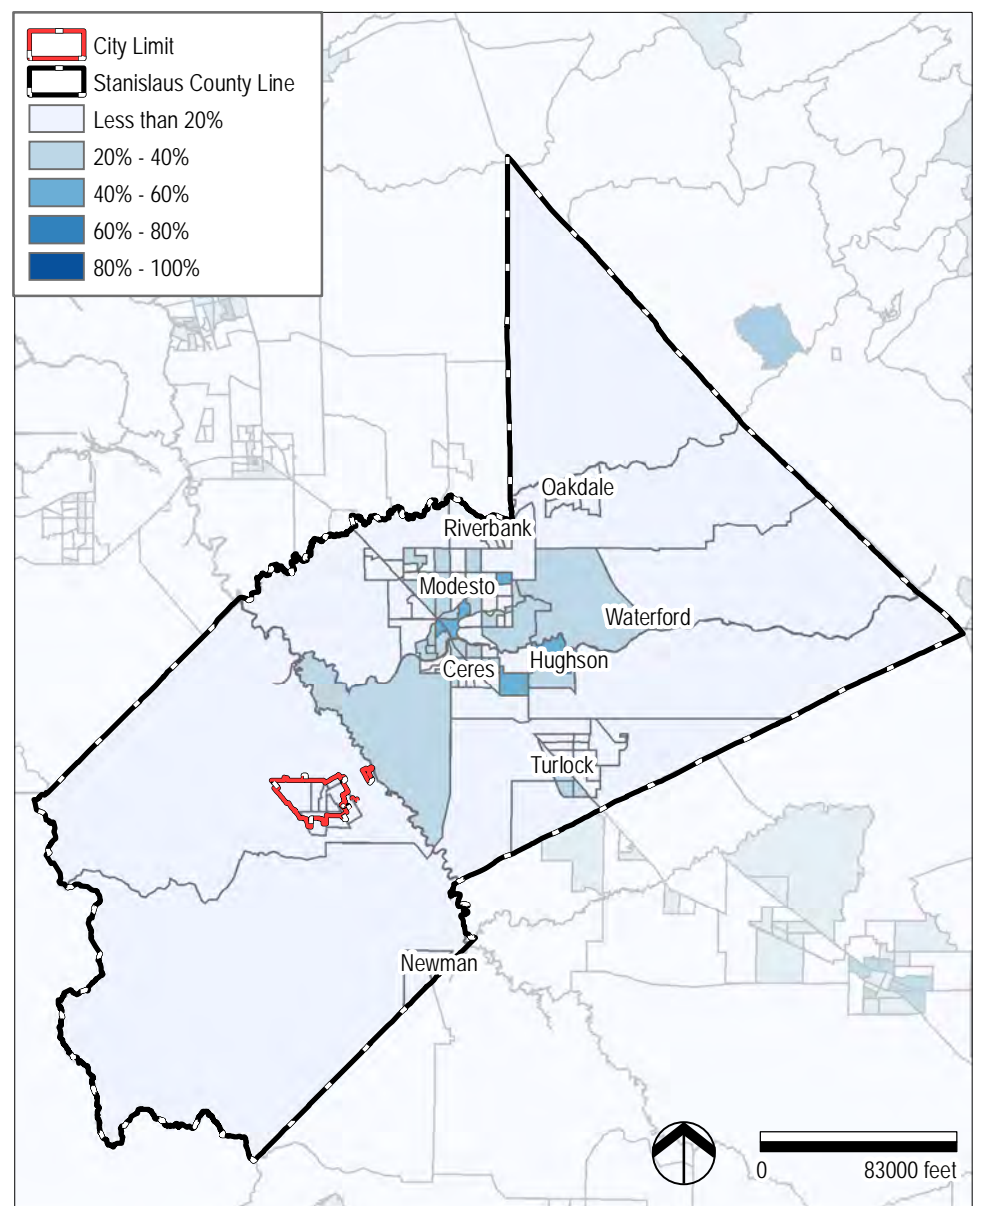 City Limit
Stanislaus County Line
Less than 20%
20% - 40%
40% - 60%
60% - 80%
80% - 100%
Oakdale
Riverbank
Modesto
Waterford
Hughson
Ceres
Turlock
Newman
0
83000 feet